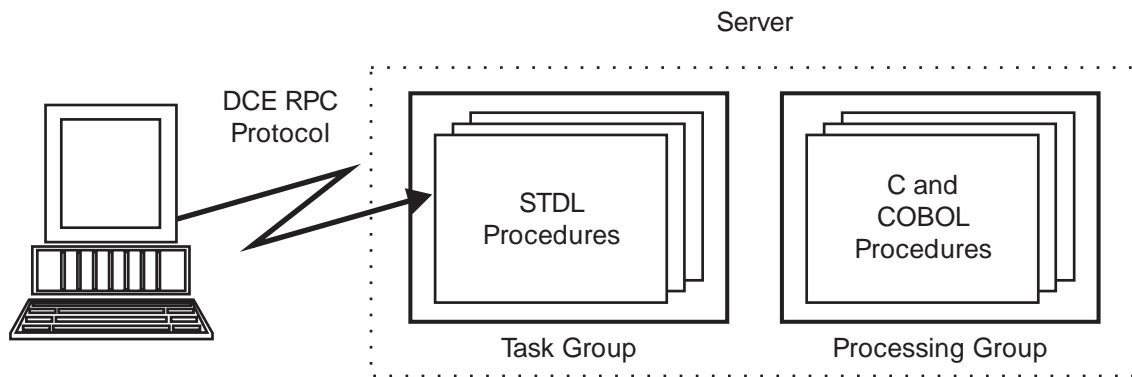 Server
DCE RPC
Protocol
STDL
Procedures
C and
COBOL
Procedures
Task Group
Processing Group